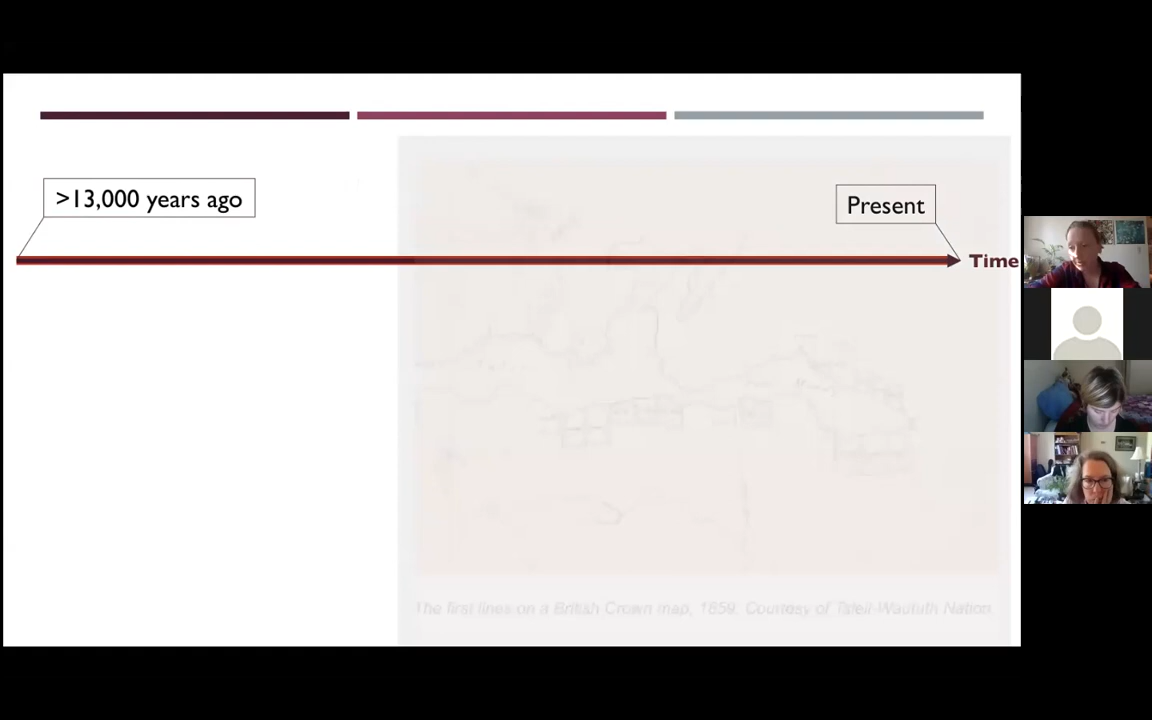 >13,000 years ago
Present
Time
The first lines on a British Crown map, 1859. Courtesy of Tsleil-Waututh Nation